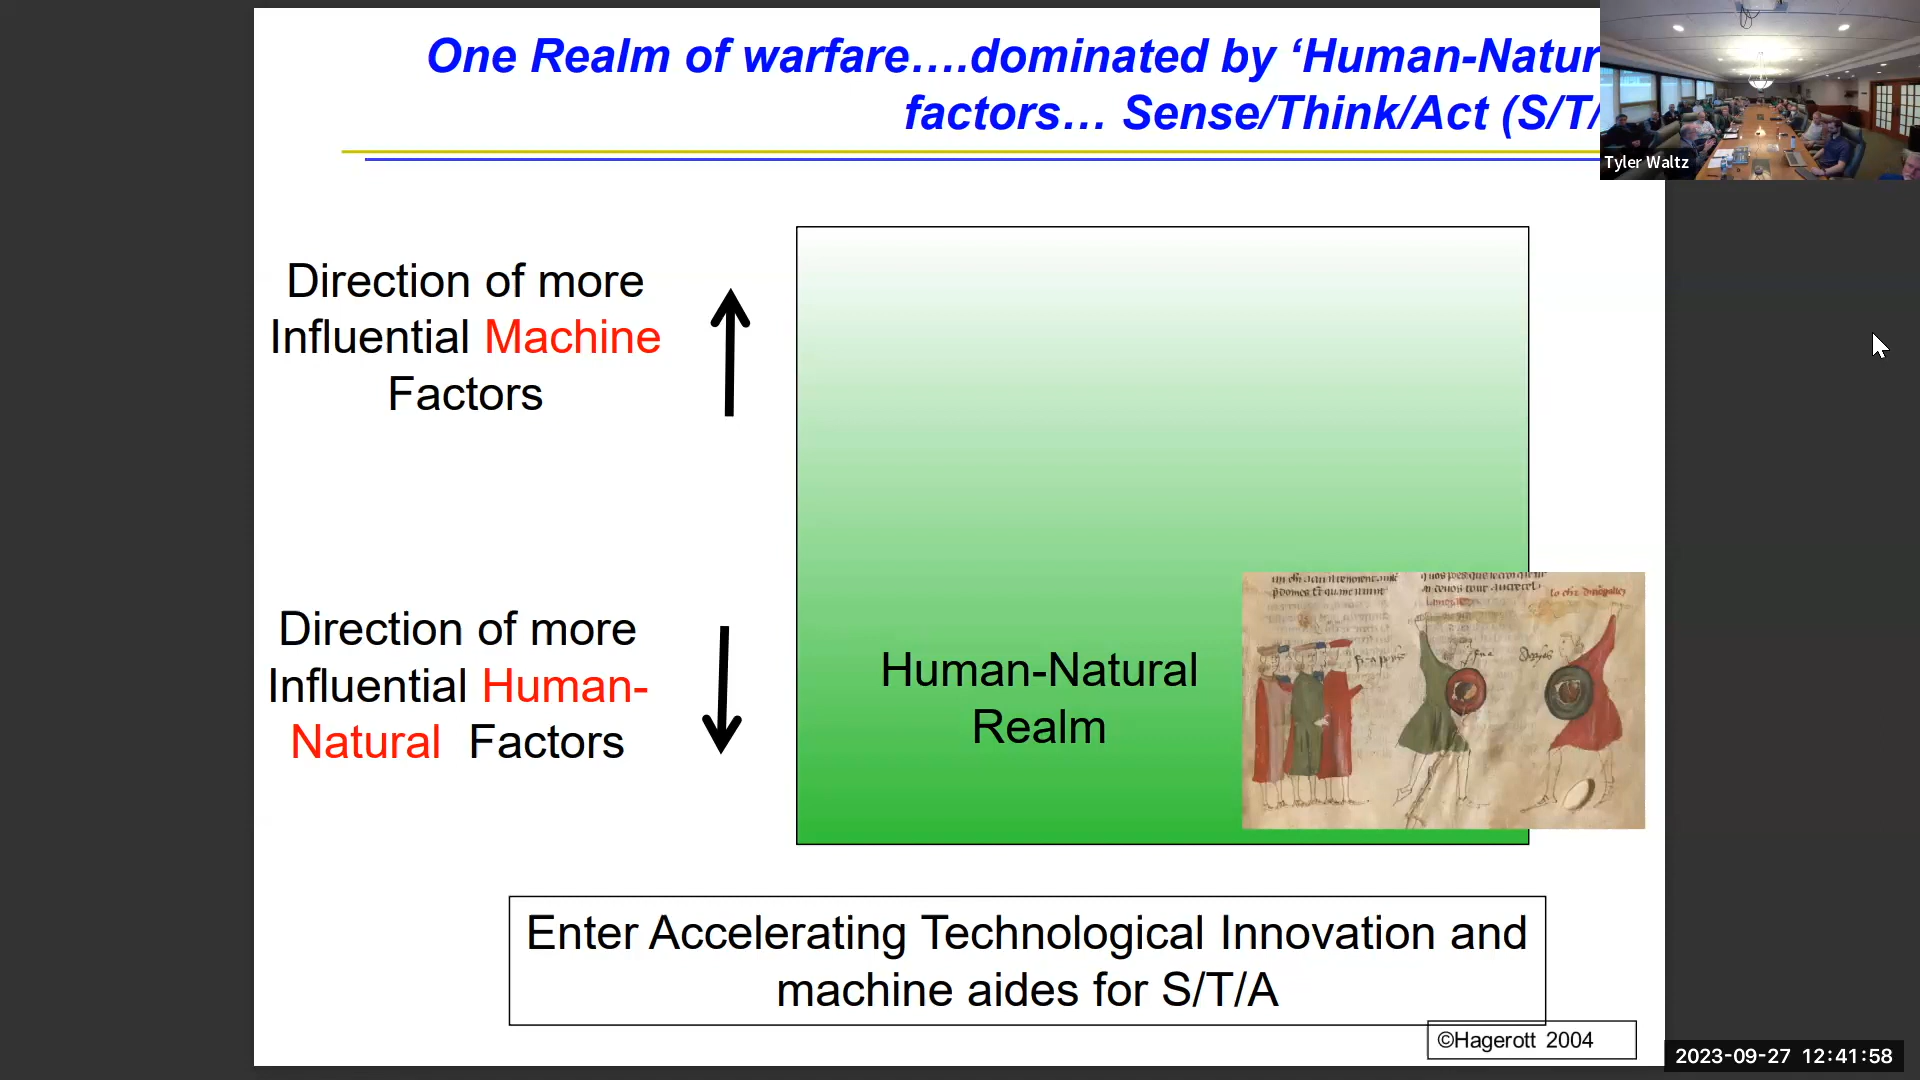 One Realm of warfare….dominated by ‘Human-Natur
factors… Sense/Think/Act (S/T/
Tyler Waltz
Direction of more
Influential Machine
Factors
Direction of more
Influential Human-
Natural Factors
Human-Natural
Realm
Enter Accelerating Technological Innovation and
machine aides for S/T/A
©Hagerott 2004
2023-09-27 12:41:58